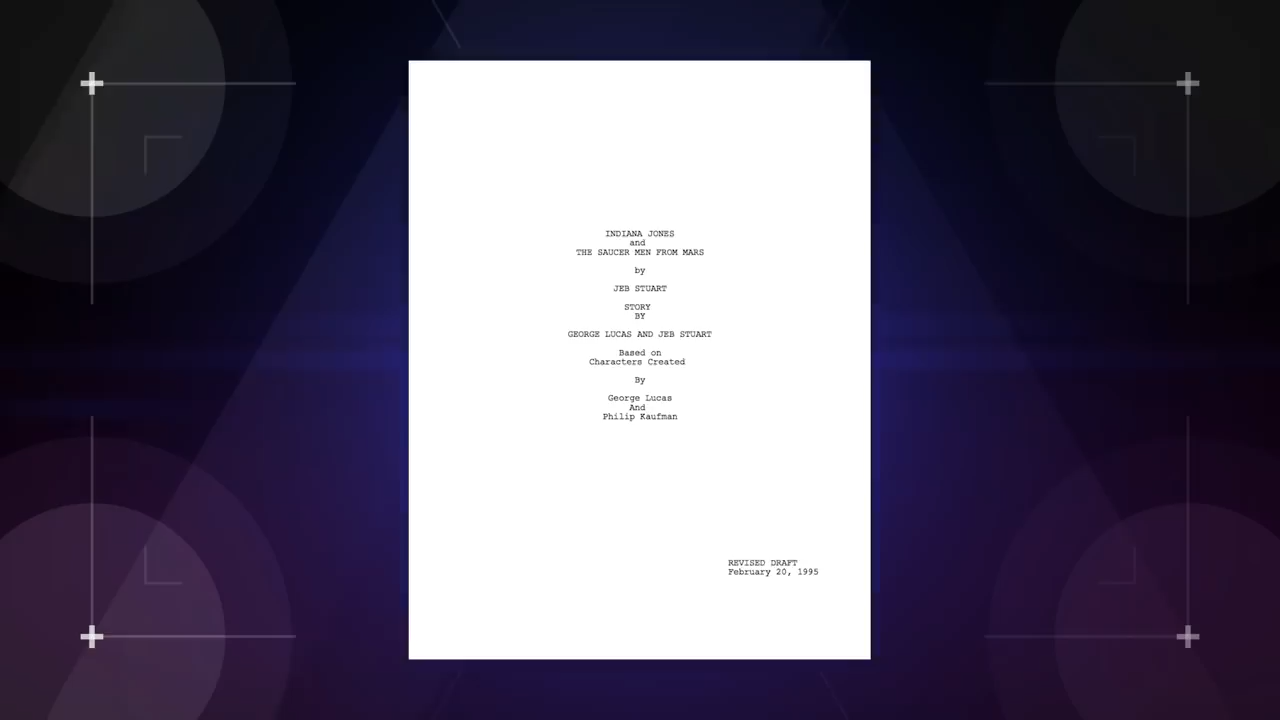 INDIANA JONES
and
THE SAUCER MEN FROM MARS
by
JEB STUART
STORY
BY
GEORGE LUCAS AND JEB STUART
Based on
Characters Created
By
George Lucas
And
Philip Kaufman
REVISED DRAFT
February 20, 1995